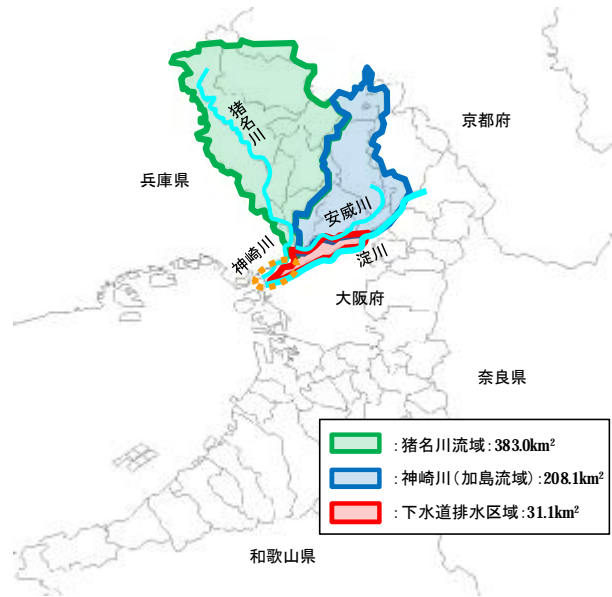 京都府
猪名川
兵庫県
安威川
神崎川
淀川
大阪府
奈良県
：猪名川流域：383.0km²
：神崎川（加島流域）：208.1km²
：下水道排水区域：31.1km²
和歌山県